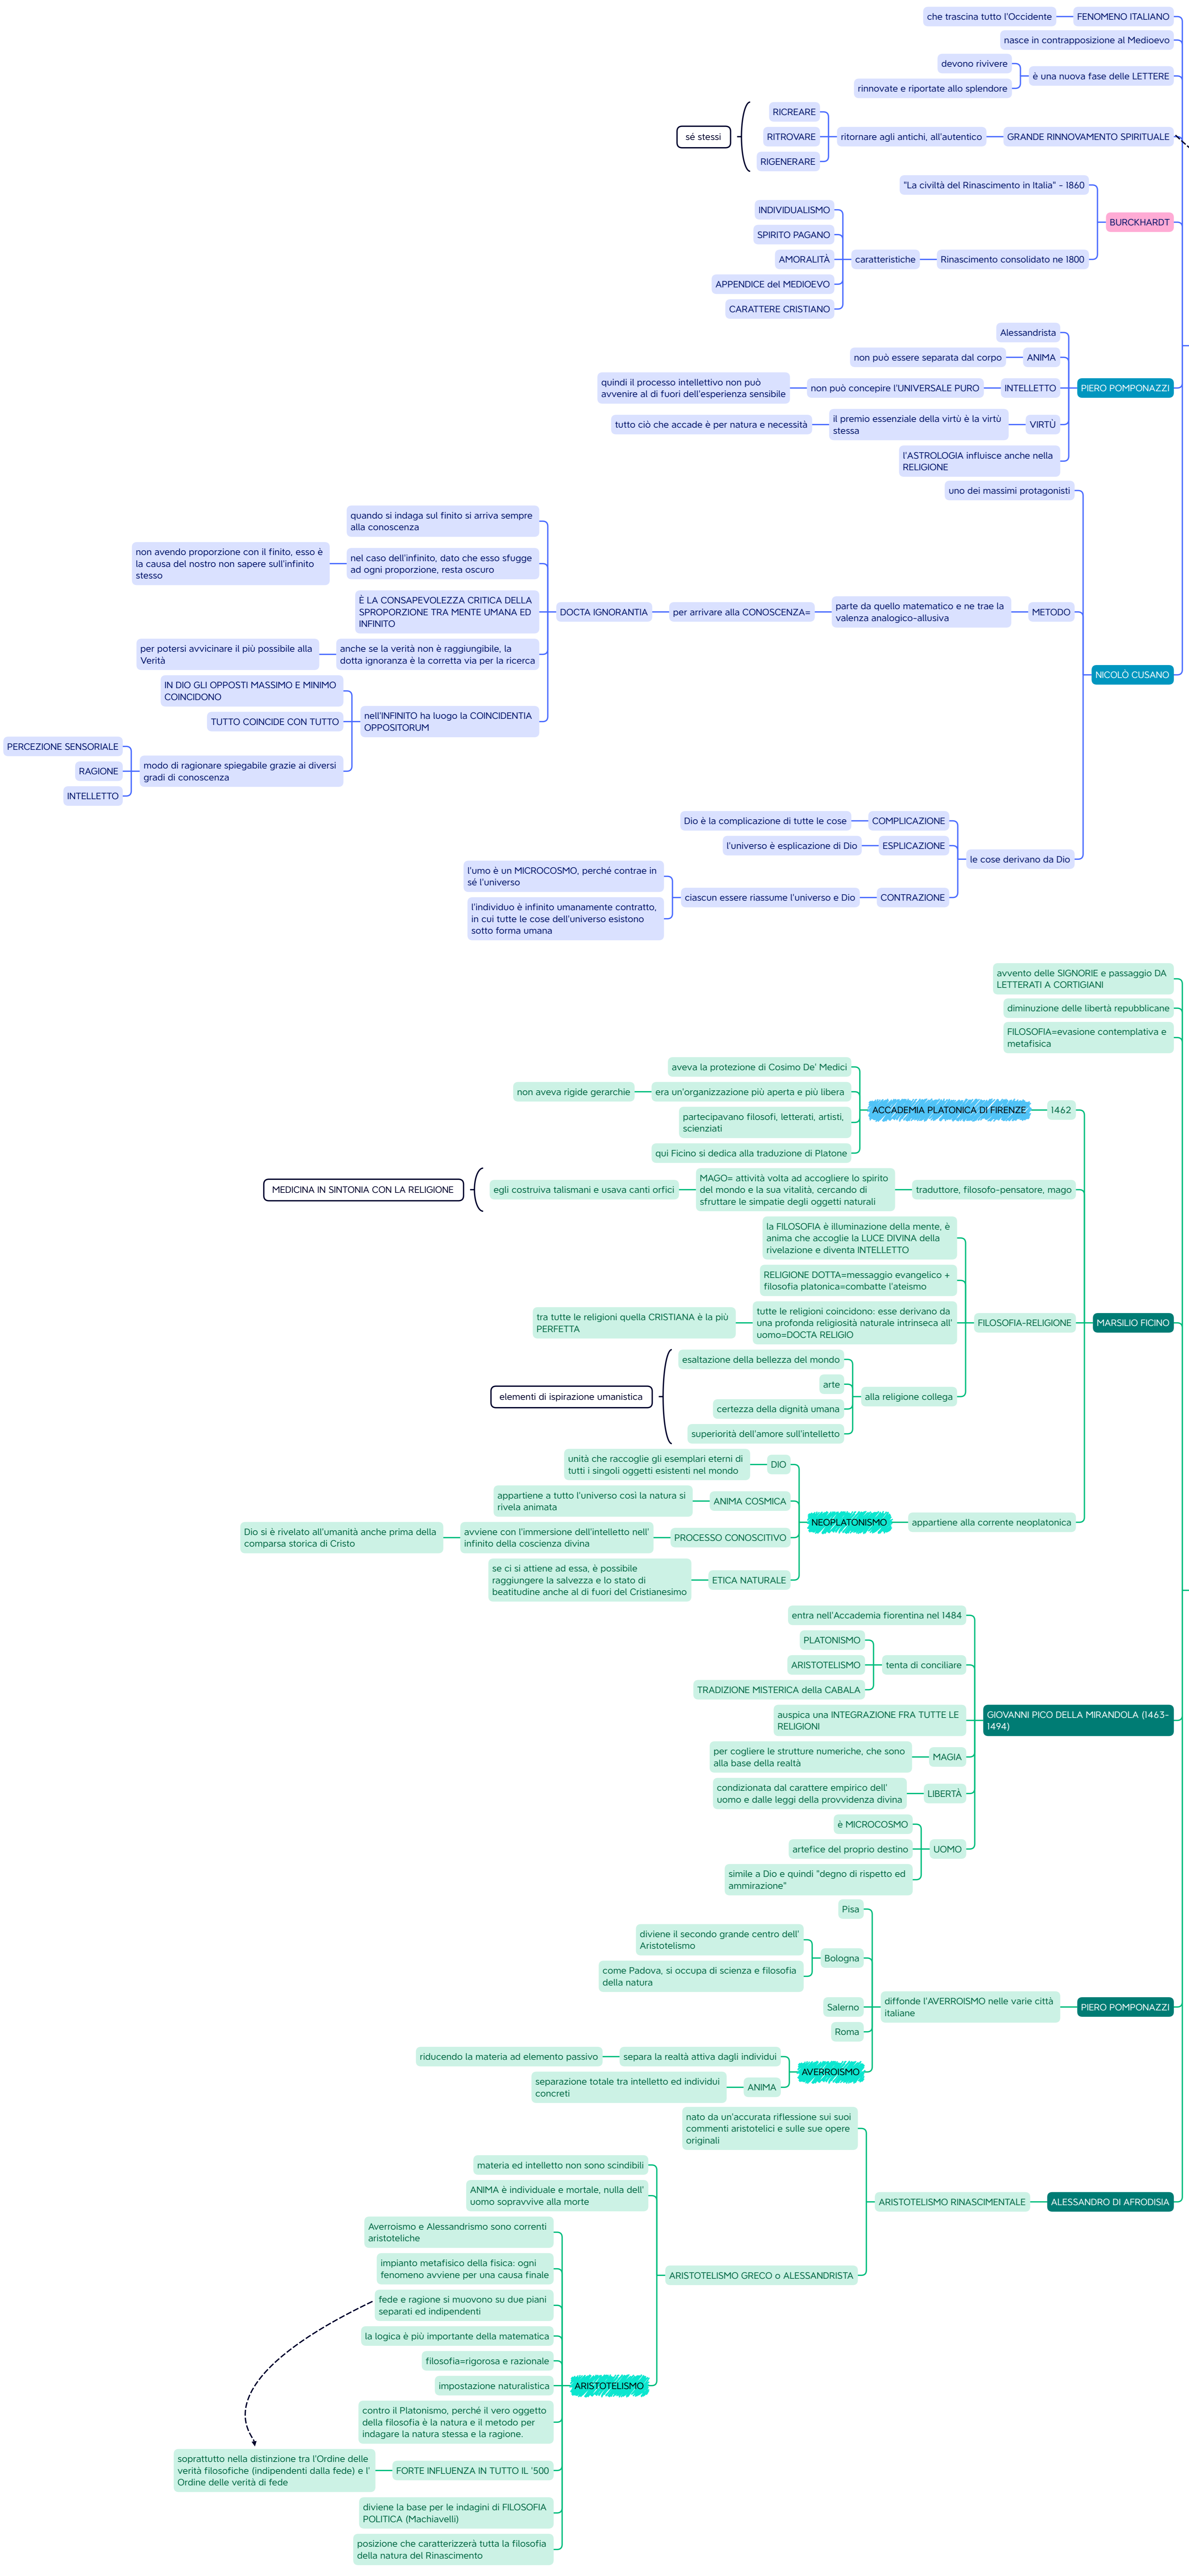 FENOMENO ITALIANO
che trascina tutto l'Occidente
nasce in contrapposizione al Medioevo
è una nuova fase delle LETTERE
devono rivivere
rinnovate e riportate allo splendore
GRANDE RINNOVAMENTO SPIRITUALE
ritornare agli antichi, all'autentico
RICREARE
RITROVARE
RIGENERARE
sé stessi
BURCKHARDT
"La civiltà del Rinascimento in Italia" - 1860
Rinascimento consolidato ne 1800
caratteristiche
INDIVIDUALISMO
SPIRITO PAGANO
AMORALITÀ
APPENDICE del MEDIOEVO
CARATTERE CRISTIANO
PIERO POMPONAZZI
Alessandrista
ANIMA
non può essere separata dal corpo
INTELLETTO
non può concepire l'UNIVERSALE PURO
quindi il processo intellettivo non può
avvenire al di fuori dell'esperienza sensibile
VIRTÙ
il premio essenziale della virtù è la virtù
stessa
tutto ciò che accade è per natura e necessità
l'ASTROLOGIA influisce anche nella
RELIGIONE
NICOLÒ CUSANO
uno dei massimi protagonisti
METODO
parte da quello matematico e ne trae la
valenza analogico-allusiva
per arrivare alla CONOSCENZA=
DOCTA IGNORANTIA
quando si indaga sul finito si arriva sempre
alla conoscenza
nel caso dell'infinito, dato che esso sfugge
ad ogni proporzione, resta oscuro
non avendo proporzione con il finito, esso è
la causa del nostro non sapere sull'infinito
stesso
È LA CONSAPEVOLEZZA CRITICA DELLA
SPROPORZIONE TRA MENTE UMANA ED
INFINITO
anche se la verità non è raggiungibile, la
dotta ignoranza è la corretta via per la ricerca
per potersi avvicinare il più possibile alla
Verità
nell'INFINITO ha luogo la COINCIDENTIA
OPPOSITORUM
IN DIO GLI OPPOSTI MASSIMO E MINIMO
COINCIDONO
TUTTO COINCIDE CON TUTTO
modo di ragionare spiegabile grazie ai diversi
gradi di conoscenza
PERCEZIONE SENSORIALE
RAGIONE
INTELLETTO
le cose derivano da Dio
COMPLICAZIONE
Dio è la complicazione di tutte le cose
ESPLICAZIONE
l'universo è esplicazione di Dio
CONTRAZIONE
ciascun essere riassume l'universo e Dio
l'umo è un MICROCOSMO, perché contrae in
sé l'universo
l'individuo è infinito umanamente contratto,
in cui tutte le cose dell'universo esistono
sotto forma umana
avvento delle SIGNORIE e passaggio DA
LETTERATI A CORTIGIANI
diminuzione delle libertà repubblicane
FILOSOFIA=evasione contemplativa e
metafisica
MARSILIO FICINO
1462
ACCADEMIA PLATONICA DI FIRENZE
aveva la protezione di Cosimo De' Medici
era un'organizzazione più aperta e più libera
non aveva rigide gerarchie
partecipavano filosofi, letterati, artisti,
scienziati
qui Ficino si dedica alla traduzione di Platone
traduttore, filosofo-pensatore, mago
MAGO= attività volta ad accogliere lo spirito
del mondo e la sua vitalità, cercando di
sfruttare le simpatie degli oggetti naturali
egli costruiva talismani e usava canti orfici
MEDICINA IN SINTONIA CON LA RELIGIONE
FILOSOFIA-RELIGIONE
la FILOSOFIA è illuminazione della mente, è
anima che accoglie la LUCE DIVINA della
rivelazione e diventa INTELLETTO
RELIGIONE DOTTA=messaggio evangelico +
filosofia platonica=combatte l'ateismo
tutte le religioni coincidono: esse derivano da
una profonda religiosità naturale intrinseca all'
uomo=DOCTA RELIGIO
tra tutte le religioni quella CRISTIANA è la più
PERFETTA
alla religione collega
esaltazione della bellezza del mondo
arte
certezza della dignità umana
superiorità dell'amore sull'intelletto
elementi di ispirazione umanistica
appartiene alla corrente neoplatonica
NEOPLATONISMO
DIO
unità che raccoglie gli esemplari eterni di
tutti i singoli oggetti esistenti nel mondo
ANIMA COSMICA
appartiene a tutto l'universo così la natura si
rivela animata
PROCESSO CONOSCITIVO
avviene con l'immersione dell'intelletto nell'
infinito della coscienza divina
Dio si è rivelato all'umanità anche prima della
comparsa storica di Cristo
ETICA NATURALE
se ci si attiene ad essa, è possibile
raggiungere la salvezza e lo stato di
beatitudine anche al di fuori del Cristianesimo
GIOVANNI PICO DELLA MIRANDOLA (1463-
1494)
entra nell'Accademia fiorentina nel 1484
tenta di conciliare
PLATONISMO
ARISTOTELISMO
TRADIZIONE MISTERICA della CABALA
auspica una INTEGRAZIONE FRA TUTTE LE
RELIGIONI
MAGIA
per cogliere le strutture numeriche, che sono
alla base della realtà
LIBERTÀ
condizionata dal carattere empirico dell'
uomo e dalle leggi della provvidenza divina
UOMO
è MICROCOSMO
artefice del proprio destino
simile a Dio e quindi "degno di rispetto ed
ammirazione"
PIERO POMPONAZZI
diffonde l'AVERROISMO nelle varie città
italiane
Pisa
Bologna
diviene il secondo grande centro dell'
Aristotelismo
come Padova, si occupa di scienza e filosofia
della natura
Salerno
Roma
AVERROISMO
separa la realtà attiva dagli individui
riducendo la materia ad elemento passivo
ANIMA
separazione totale tra intelletto ed individui
concreti
ALESSANDRO DI AFRODISIA
ARISTOTELISMO RINASCIMENTALE
nato da un'accurata riflessione sui suoi
commenti aristotelici e sulle sue opere
originali
ARISTOTELISMO GRECO o ALESSANDRISTA
materia ed intelletto non sono scindibili
ANIMA è individuale e mortale, nulla dell'
uomo sopravvive alla morte
ARISTOTELISMO
Averroismo e Alessandrismo sono correnti
aristoteliche
impianto metafisico della fisica: ogni
fenomeno avviene per una causa finale
fede e ragione si muovono su due piani
separati ed indipendenti
la logica è più importante della matematica
filosofia=rigorosa e razionale
impostazione naturalistica
contro il Platonismo, perché il vero oggetto
della filosofia è la natura e il metodo per
indagare la natura stessa e la ragione.
FORTE INFLUENZA IN TUTTO IL '500
soprattutto nella distinzione tra l'Ordine delle
verità filosofiche (indipendenti dalla fede) e l'
Ordine delle verità di fede
diviene la base per le indagini di FILOSOFIA
POLITICA (Machiavelli)
posizione che caratterizzerà tutta la filosofia
della natura del Rinascimento